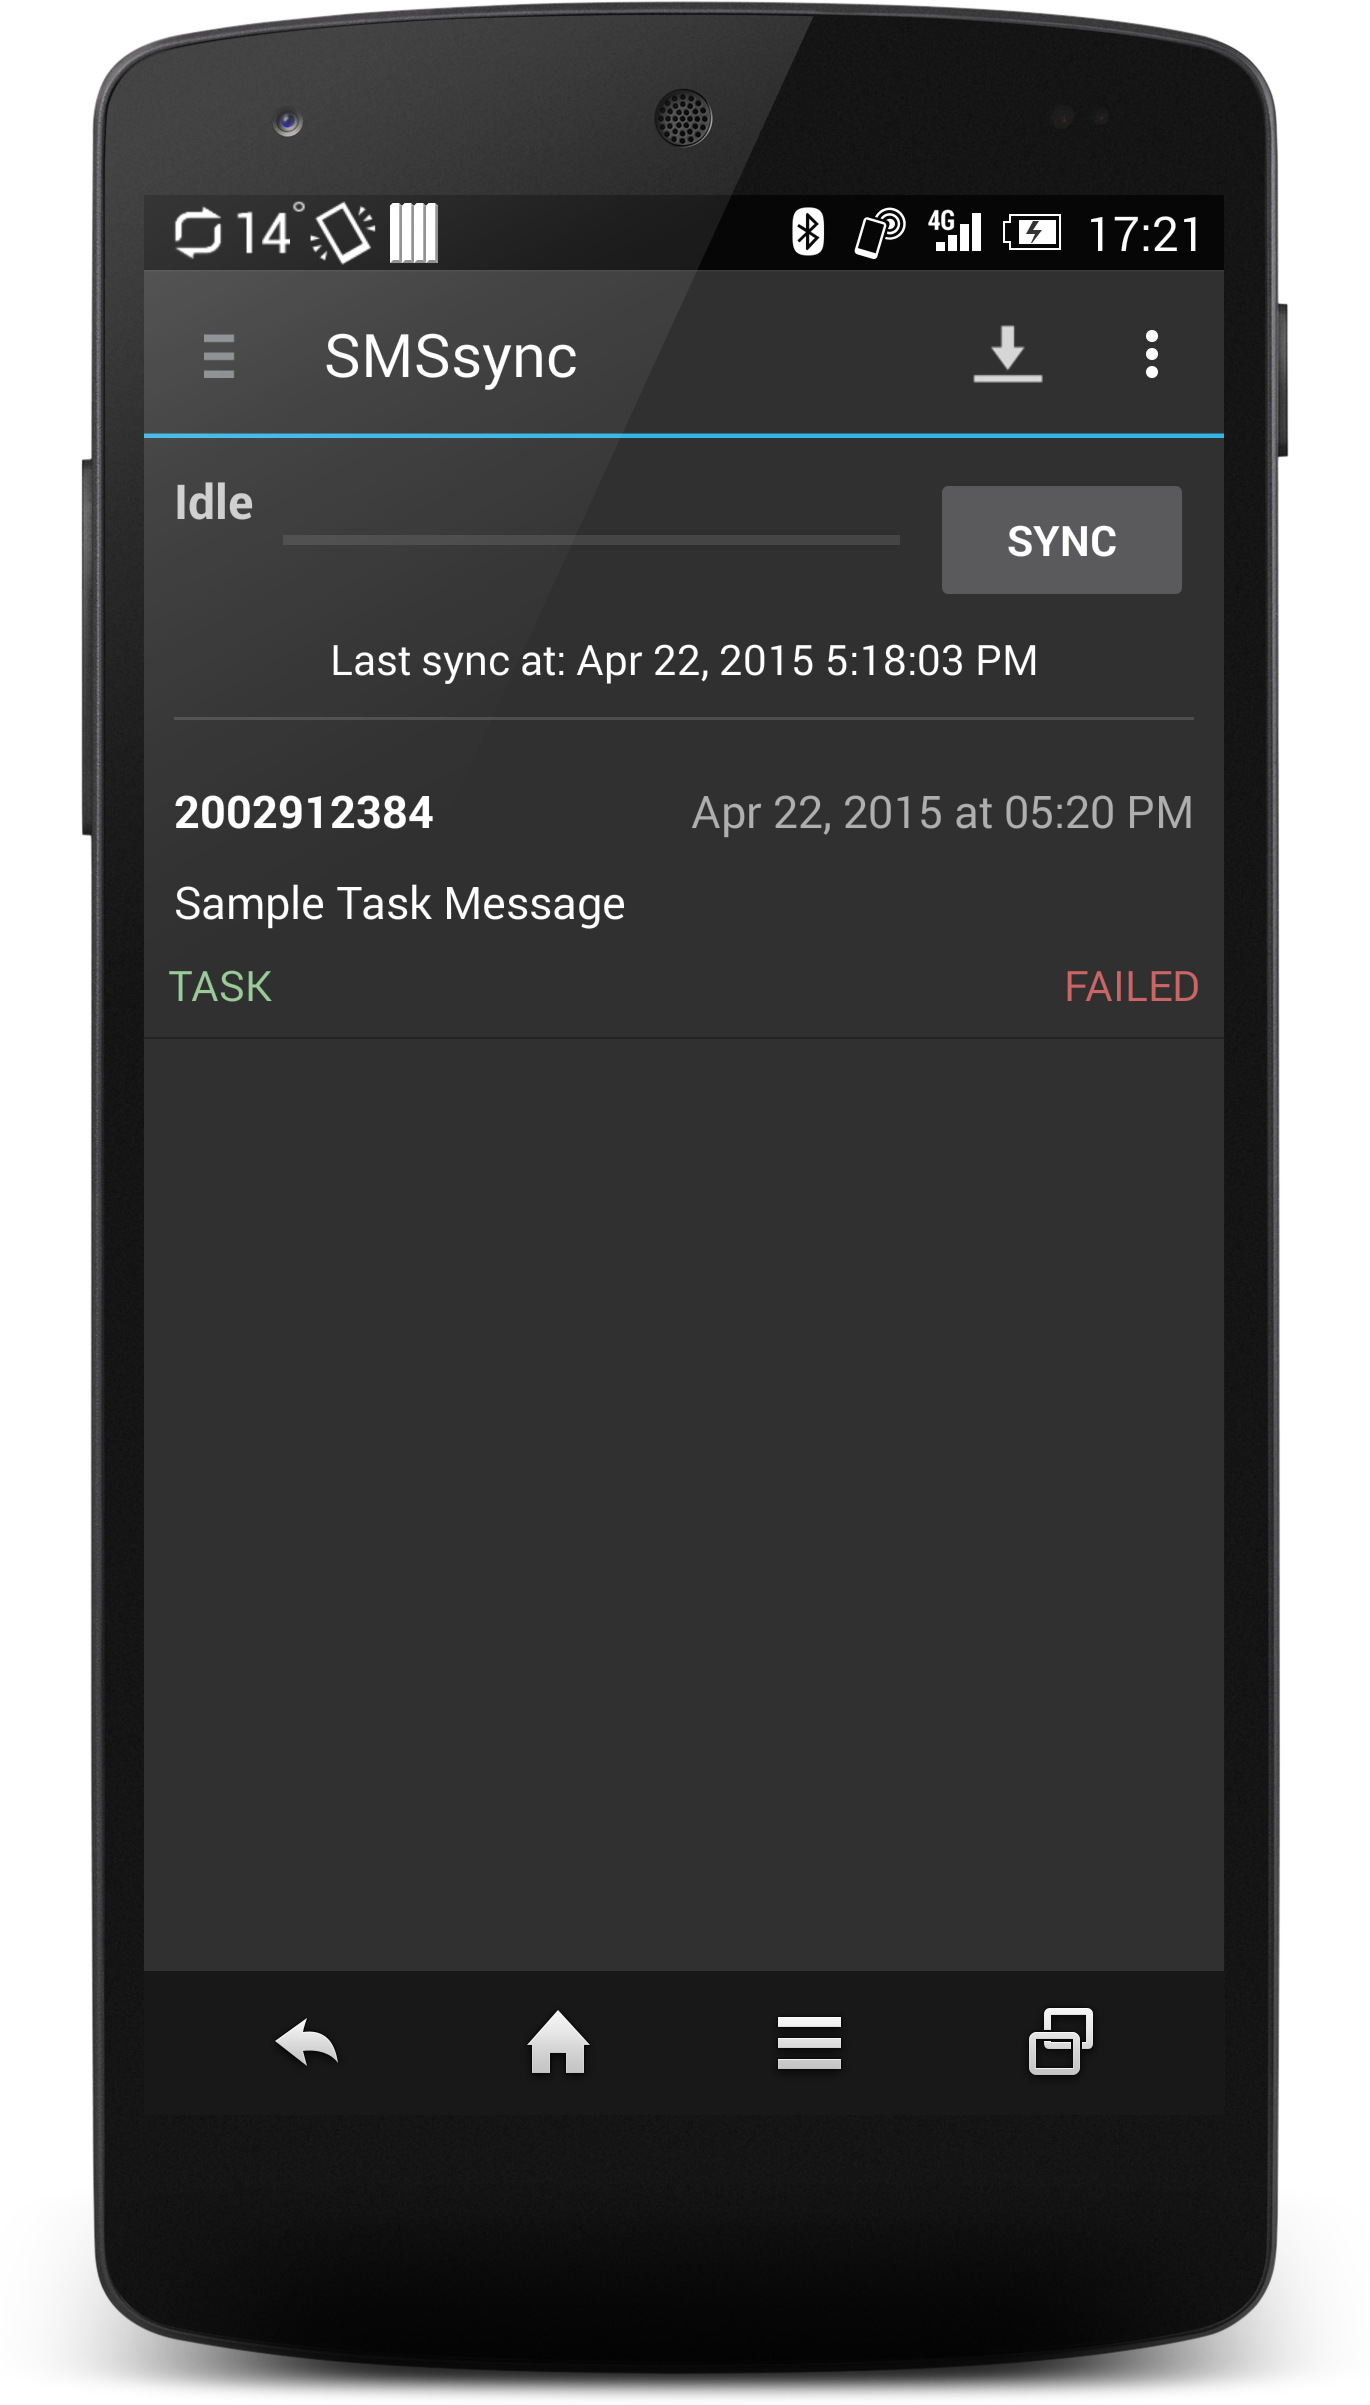 14° 4G 17:21
SMSsync
Idle
SYNC
Last sync at: Apr 22, 2015 5:18:03 PM
2002912384 Apr 22, 2015 at 05:20 PM
Sample Task Message
TASK FAILED